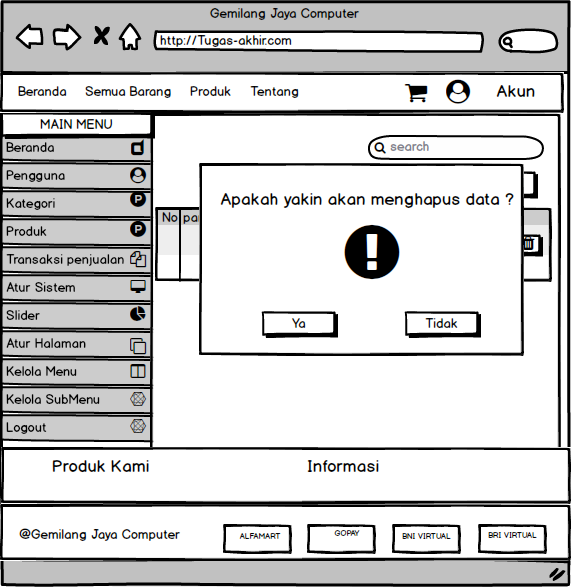 Gemilang Jaya Computer
http://Tugas-akhir.com
Beranda Semua Barang Produk Tentang Akun
MAIN MENU
Beranda
Pengguna
Kategori
Produk
Transaksi penjualan
Atur Sistem
Slider
Atur Halaman
Kelola Menu
Kelola SubMenu
Logout
search
No pa
Apakah yakin akan menghapus data ?
Ya Tidak
Produk Kami Informasi
@Gemilang Jaya Computer ALFAMART GOPAY BNI VIRTUAL BRI VIRTUAL